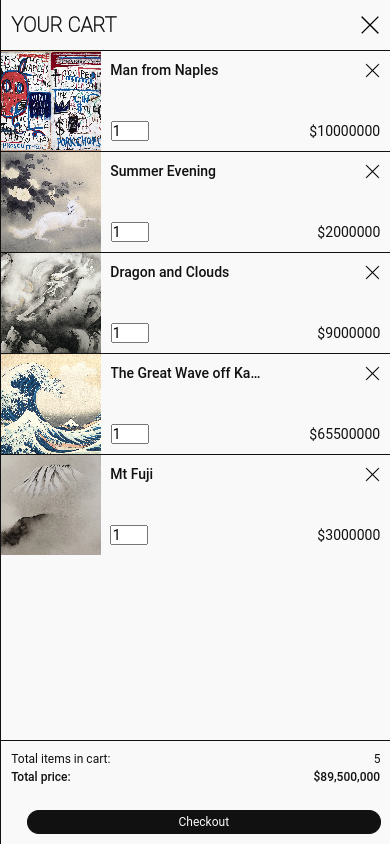 YOUR CART
Man from Naples
1
$10000000
Summer Evening
1
$2000000
Dragon and Clouds
1
$9000000
The Great Wave off Ka...
1
$65500000
Mt Fuji
1
$3000000
Total items in cart:
5
Total price:
$89,500,000
Checkout